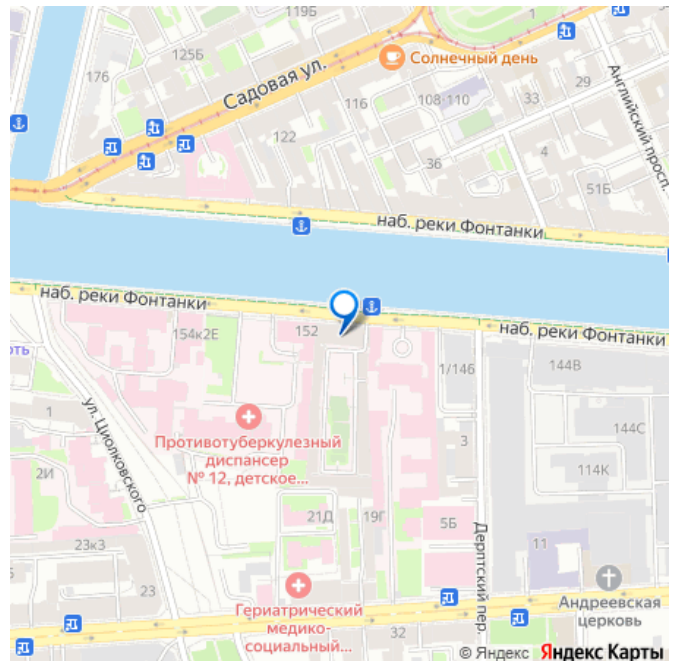 119Б
1
125Б
Солнечный день
176
Садовая ул.
29
116
108-110
33
Английский просп.
122
4
36
51Б
наб. реки Фонтанки
наб. реки Фонтанки
наб. реки Фонтанки
154к2Е
152
144В
1/146
ул. Циолковского
1
144С
Противотуберкулезный
диспансер
№ 12, детское...
3
114К
2И
21Д
19Г
5Б
Дерптский пер.
23к3
11
23
Андреевская
церковь
Гериатрический
медико-
социальный...
32
© Яндекс Яндекс Карты